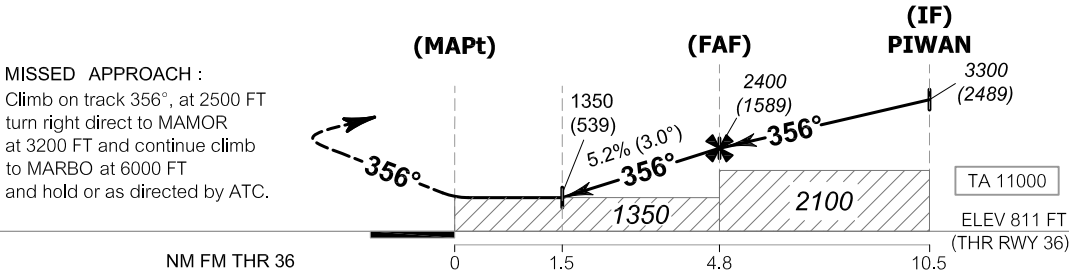 (IF)
(MAPt) (FAF) PIWAN
MISSED APPROACH :
Climb on track 356°, at 2500 FT
turn right direct to MAMOR
at 3200 FT and continue climb
to MARBO at 6000 FT
and hold or as directed by ATC.
3300
(2489)
2400
(1589)
1350
(539)
356°
5.2% (3.0°)
356°
356°
1350
2100
TA 11000
ELEV 811 FT
(THR RWY 36)
NM FM THR 36 0 1.5 4.8 10.5